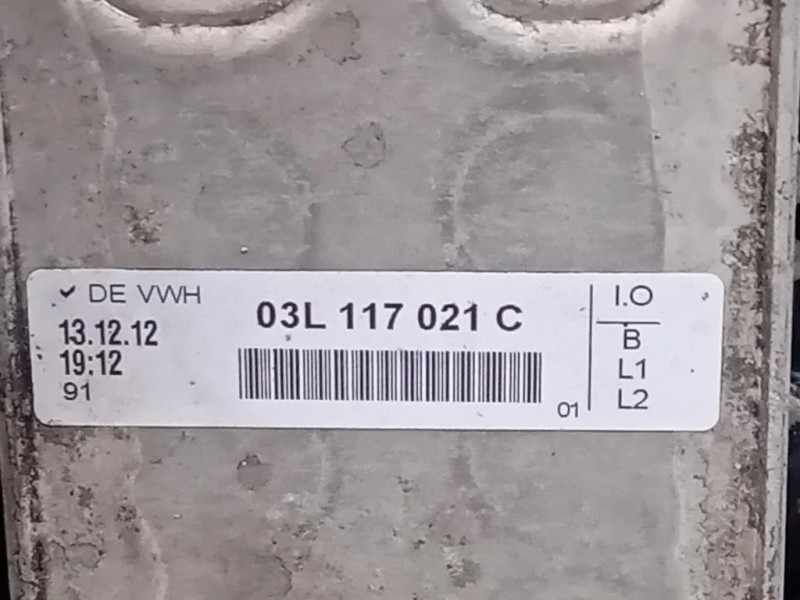 ✓ DE VWH
13.12.12
19:12
91
03L 117 021 C
01
I.O
B
L1
L2